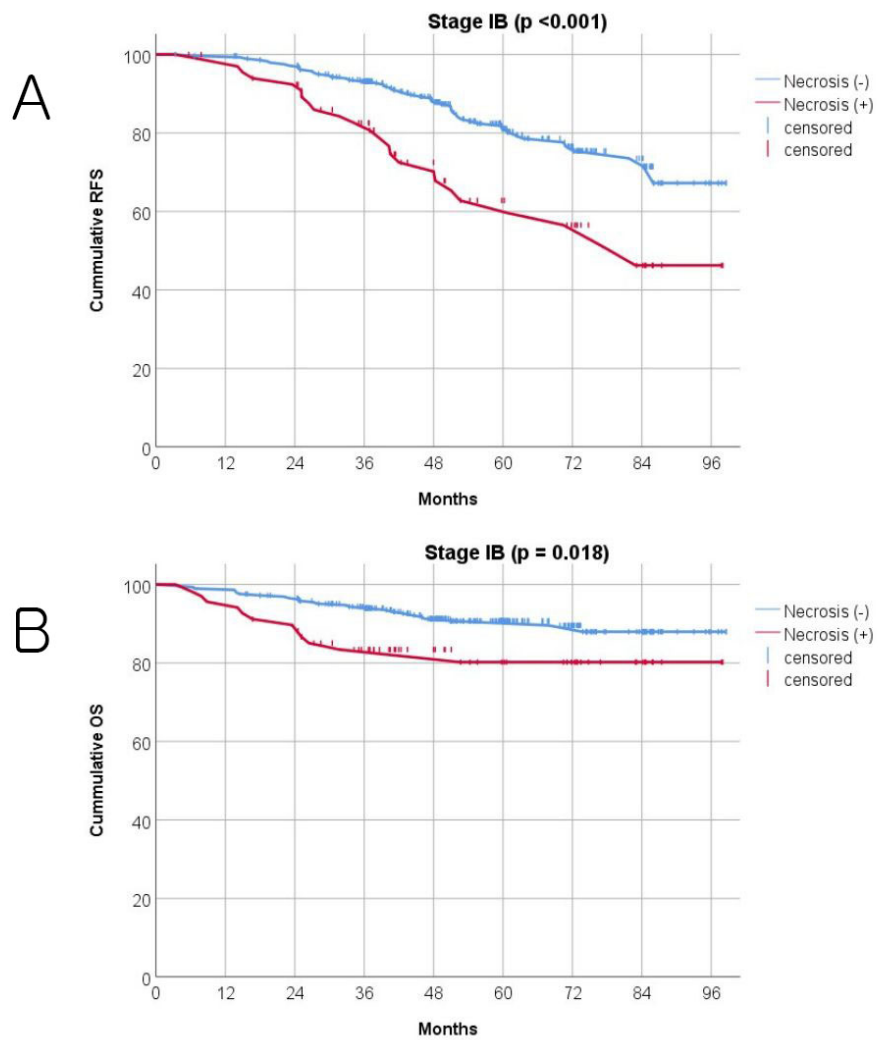 A
Stage IB (p <0.001)
Cummulative RFS
100
80
60
40
20
0
0 12 24 36 48 60 72 84 96
Months
Necrosis (-)
Necrosis (+)
censored
censored
B
Stage IB (p = 0.018)
Cummulative OS
100
80
60
40
20
0
0 12 24 36 48 60 72 84 96
Months
Necrosis (-)
Necrosis (+)
censored
censored